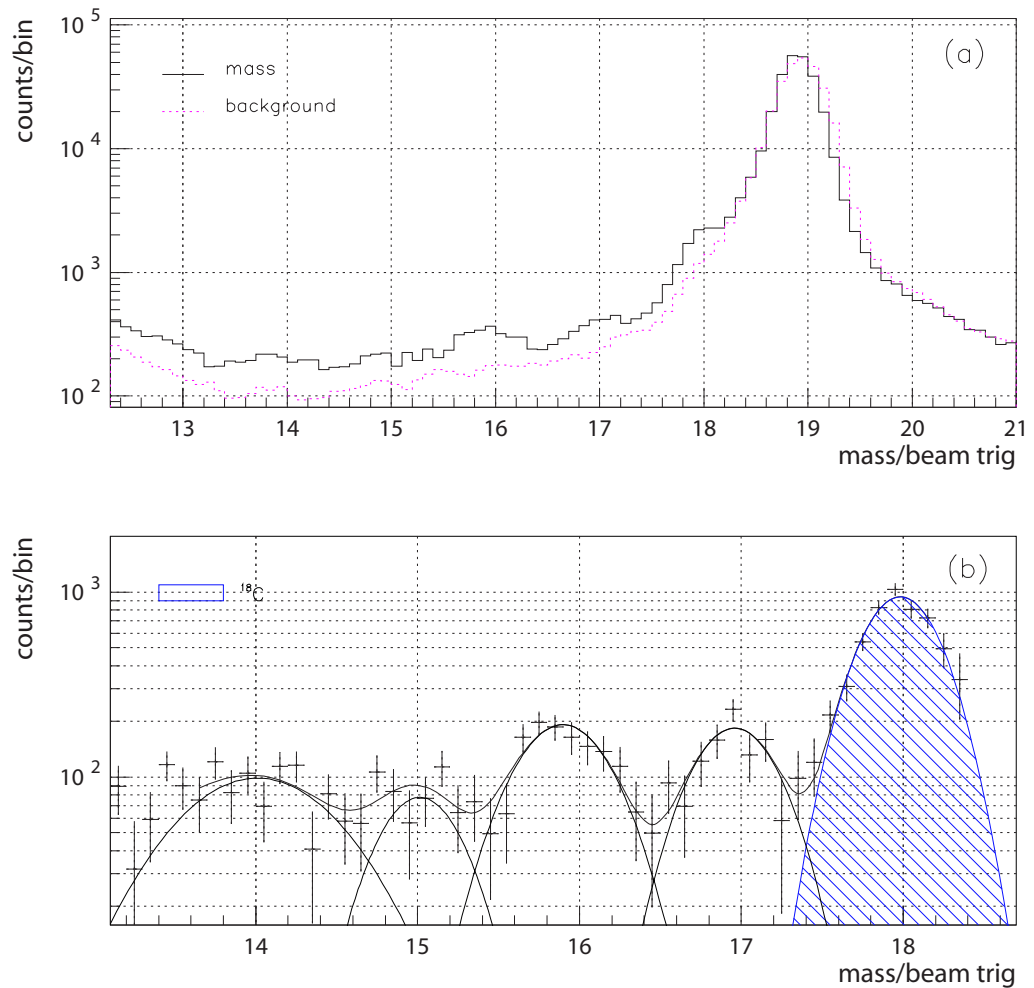 counts/bin
10^5
10^4
10^3
10^2
(a)
mass
background
13 14 15 16 17 18 19 20 21
mass/beam trig
counts/bin
10^3
10^2
(b)
^18C
14 15 16 17 18
mass/beam trig